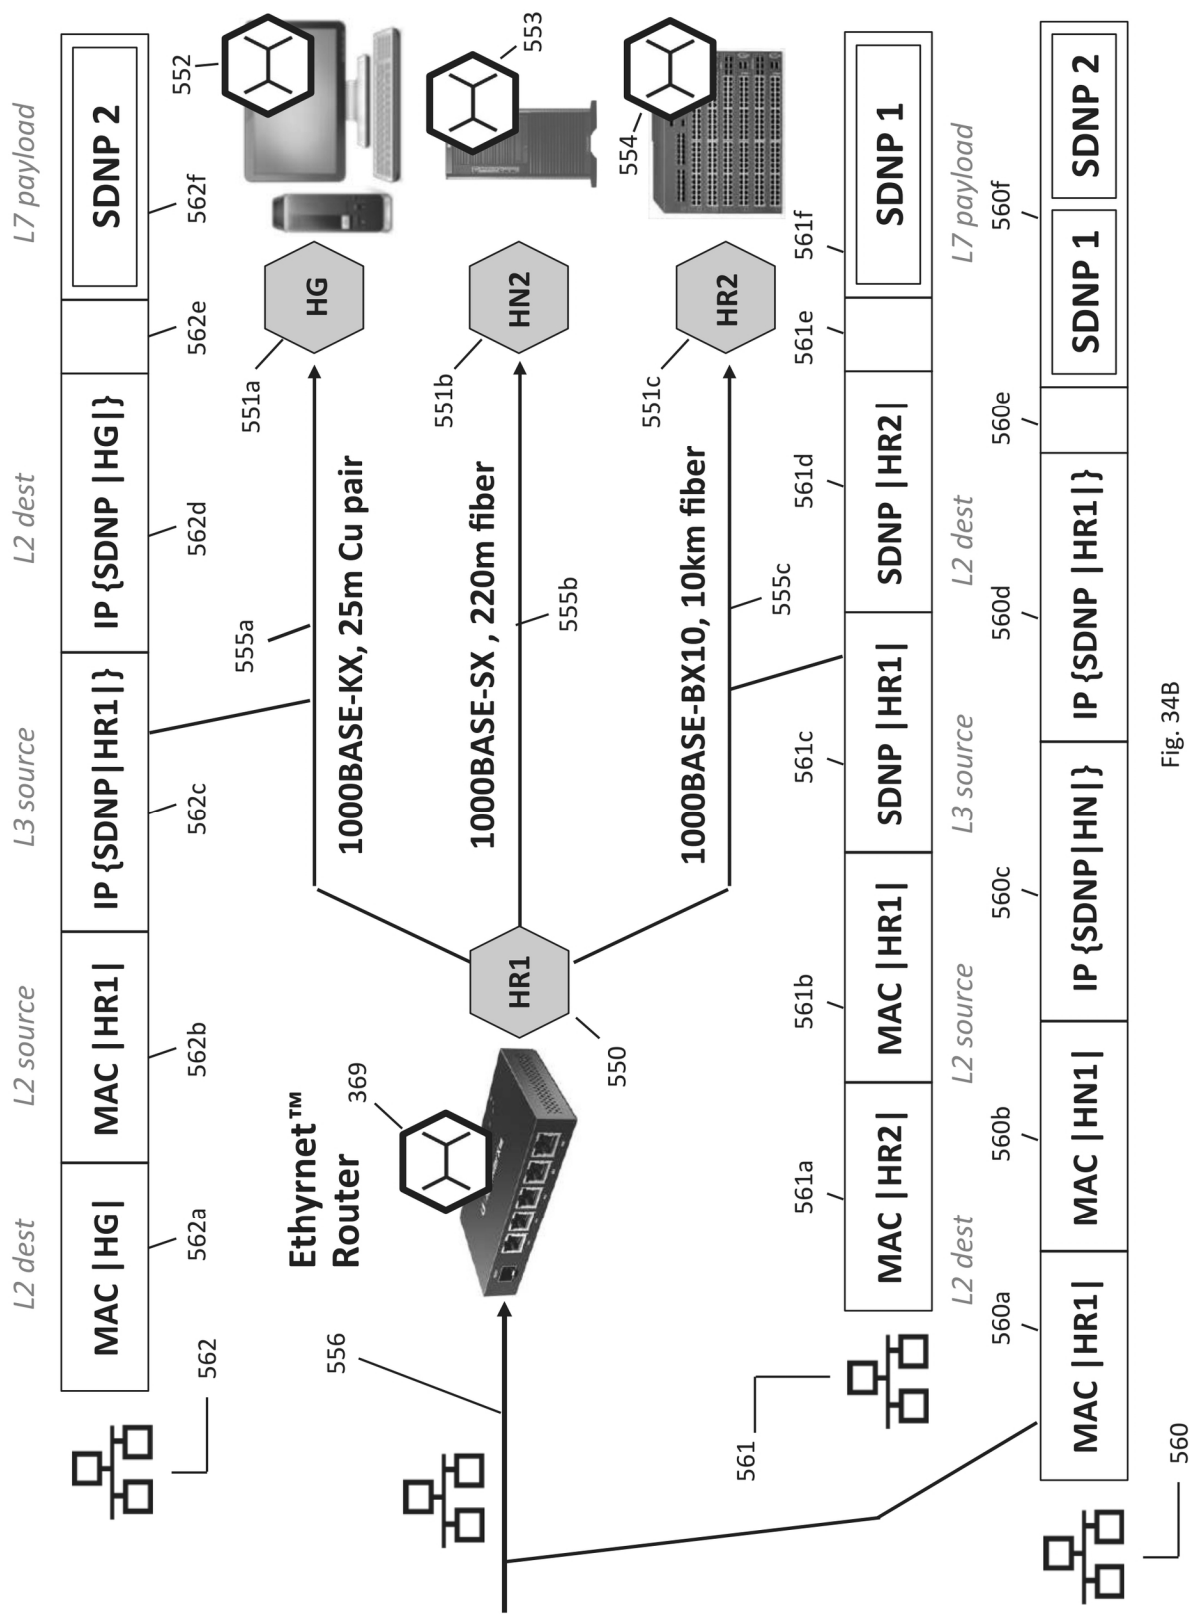 L2 dest L2 source L3 source L2 dest L7 payload
MAC |HG| MAC |HR1| IP {SDNP|HR1|} IP {SDNP |HG|} SDNP 2
562 562a 562b 562c 562d 562e 562f 552
Ethyrnet™
Router
556
369
555a
551a
HG
1000BASE-KX, 25m Cu pair
551b
553
1000BASE-SX , 220m fiber
HR1
HN2
550
555b
551c
554
1000BASE-BX10, 10km fiber
HR2
555c
561 561a 561b 561c 561d 561e 561f
MAC |HR2| MAC |HR1| SDNP |HR1| SDNP |HR2| SDNP 1
L2 dest L2 source L3 source L2 dest L7 payload
560a 560b 560c 560d 560e 560f
MAC |HR1| MAC |HN1| IP {SDNP|HN|} IP {SDNP |HR1|} SDNP 1 SDNP 2
560
Fig. 34B